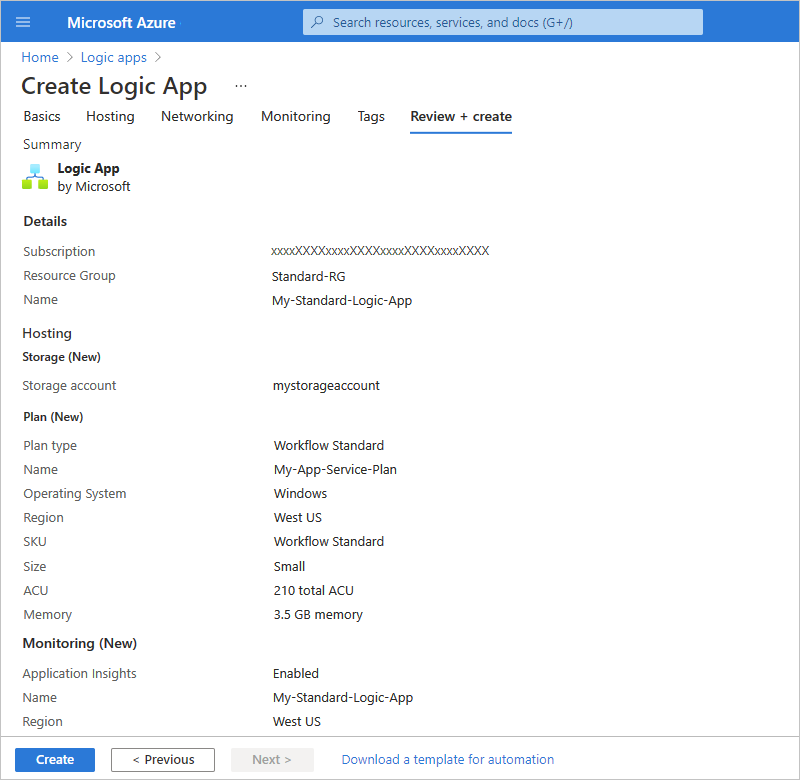 Microsoft Azure
Search resources, services, and docs (G+/)
Home > Logic apps >
Create Logic App ...
Basics Hosting Networking Monitoring Tags Review + create
Summary
Logic App
by Microsoft
Details
Subscription xxxxXXXXxxxxXXXXxxxxXXXXxxxxXXXX
Resource Group Standard-RG
Name My-Standard-Logic-App
Hosting
Storage (New)
Storage account mystorageaccount
Plan (New)
Plan type Workflow Standard
Name My-App-Service-Plan
Operating System Windows
Region West US
SKU Workflow Standard
Size Small
ACU 210 total ACU
Memory 3.5 GB memory
Monitoring (New)
Application Insights Enabled
Name My-Standard-Logic-App
Region West US
Create < Previous Next > Download a template for automation